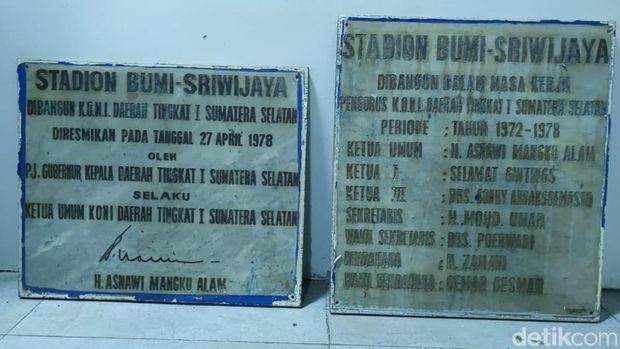 STADION BUMI-SRIWIJAYA
DIBANGUN K.O.N.I. DAERAH TINGKAT I SUMATERA SELATAN
DIRESMIKAN PADA TANGGAL 27 APRIL 1978
OLEH
PJ. GUBERNUR KEPALA DAERAH TINGKAT I SUMATERA SELATAN
SELAKU
KETUA UMUM KONI DAERAH TINGKAT I SUMATERA SELATAN
H. ASNAWI MANGKU ALAM
STADION BUMI-SRIWIJAYA
DIBANGUN DALAM MASA KERJA
PENGURUS K.O.N.I. DAERAH TINGKAT I SUMATERA SELATAN
PERIODE : TAHUN 1972-1978
KETUA UMUM : H. ASNAWI MANGKU ALAM
KETUA I : SELAMAT GINTINGS
KETUA III : DRS.
SEKRETARIS : H. MOHD. UMAR
WAKIL SEKRETARIS : DRS. POERWADI
BENDAHARA : H. ZAILANI
WAKIL BENDAHARA :
detikcom